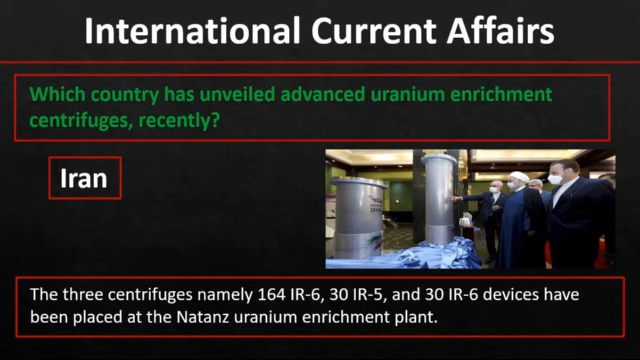 International Current Affairs
Which country has unveiled advanced uranium enrichment
centrifuges, recently?
Iran
The three centrifuges namely 164 IR-6, 30 IR-5, and 30 IR-6 devices have
been placed at the Natanz uranium enrichment plant.